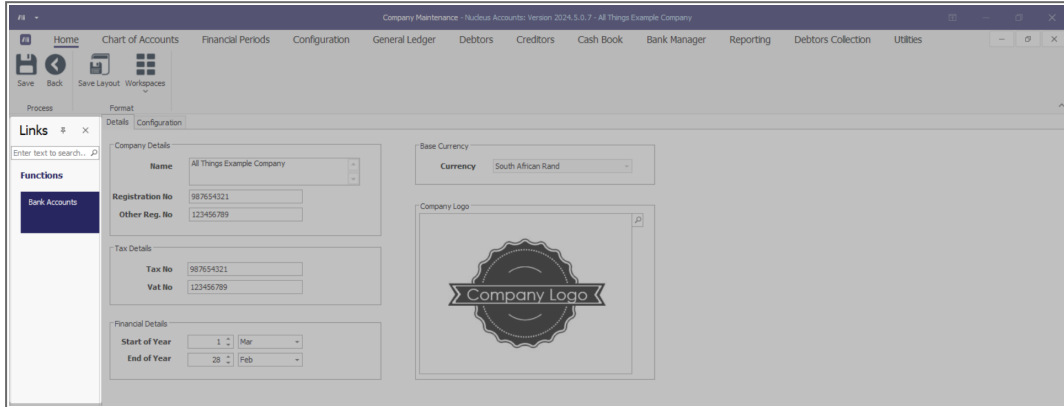 Company Maintenance - Nucleus Accounts: Version 2024.5.0.7 - All Things Example Company
Home Chart of Accounts Financial Periods Configuration General Ledger Debtors Creditors Cash Book Bank Manager Reporting Debtors Collection Utilities
Save Back Save Layout Workspaces
Process Format
Links
Details Configuration
Enter text to search..
Functions
Bank Accounts
Company Details
Name All Things Example Company
Registration No 987654321
Other Reg. No 123456789
Tax Details
Tax No 987654321
Vat No 123456789
Financial Details
Start of Year 1 Mar
End of Year 28 Feb
Base Currency
Currency South African Rand
Company Logo
Company Logo